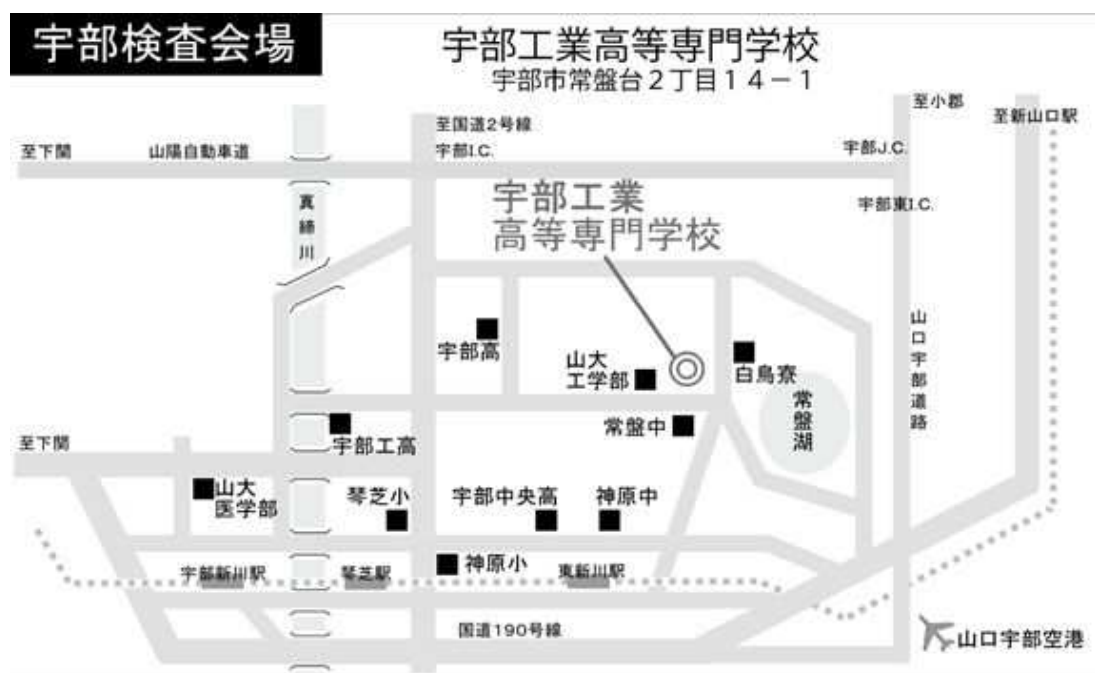 宇部検査会場
宇部工業高等専門学校
宇部市常盤台2丁目14-1
至小郡
至新山口駅
至国道2号線
至下関
山陽自動車道
宇部I.C.
宇部J.C.
宇部東I.C.
真締川
宇部工業
高等専門学校
山口宇部道路
宇部高
山大
工学部
白鳥寮
常盤湖
常盤中
至下関
宇部工高
山大
医学部
琴芝小
宇部中央高
神原中
神原小
宇部新川駅
琴芝駅
東新川駅
国道190号線
山口宇部空港